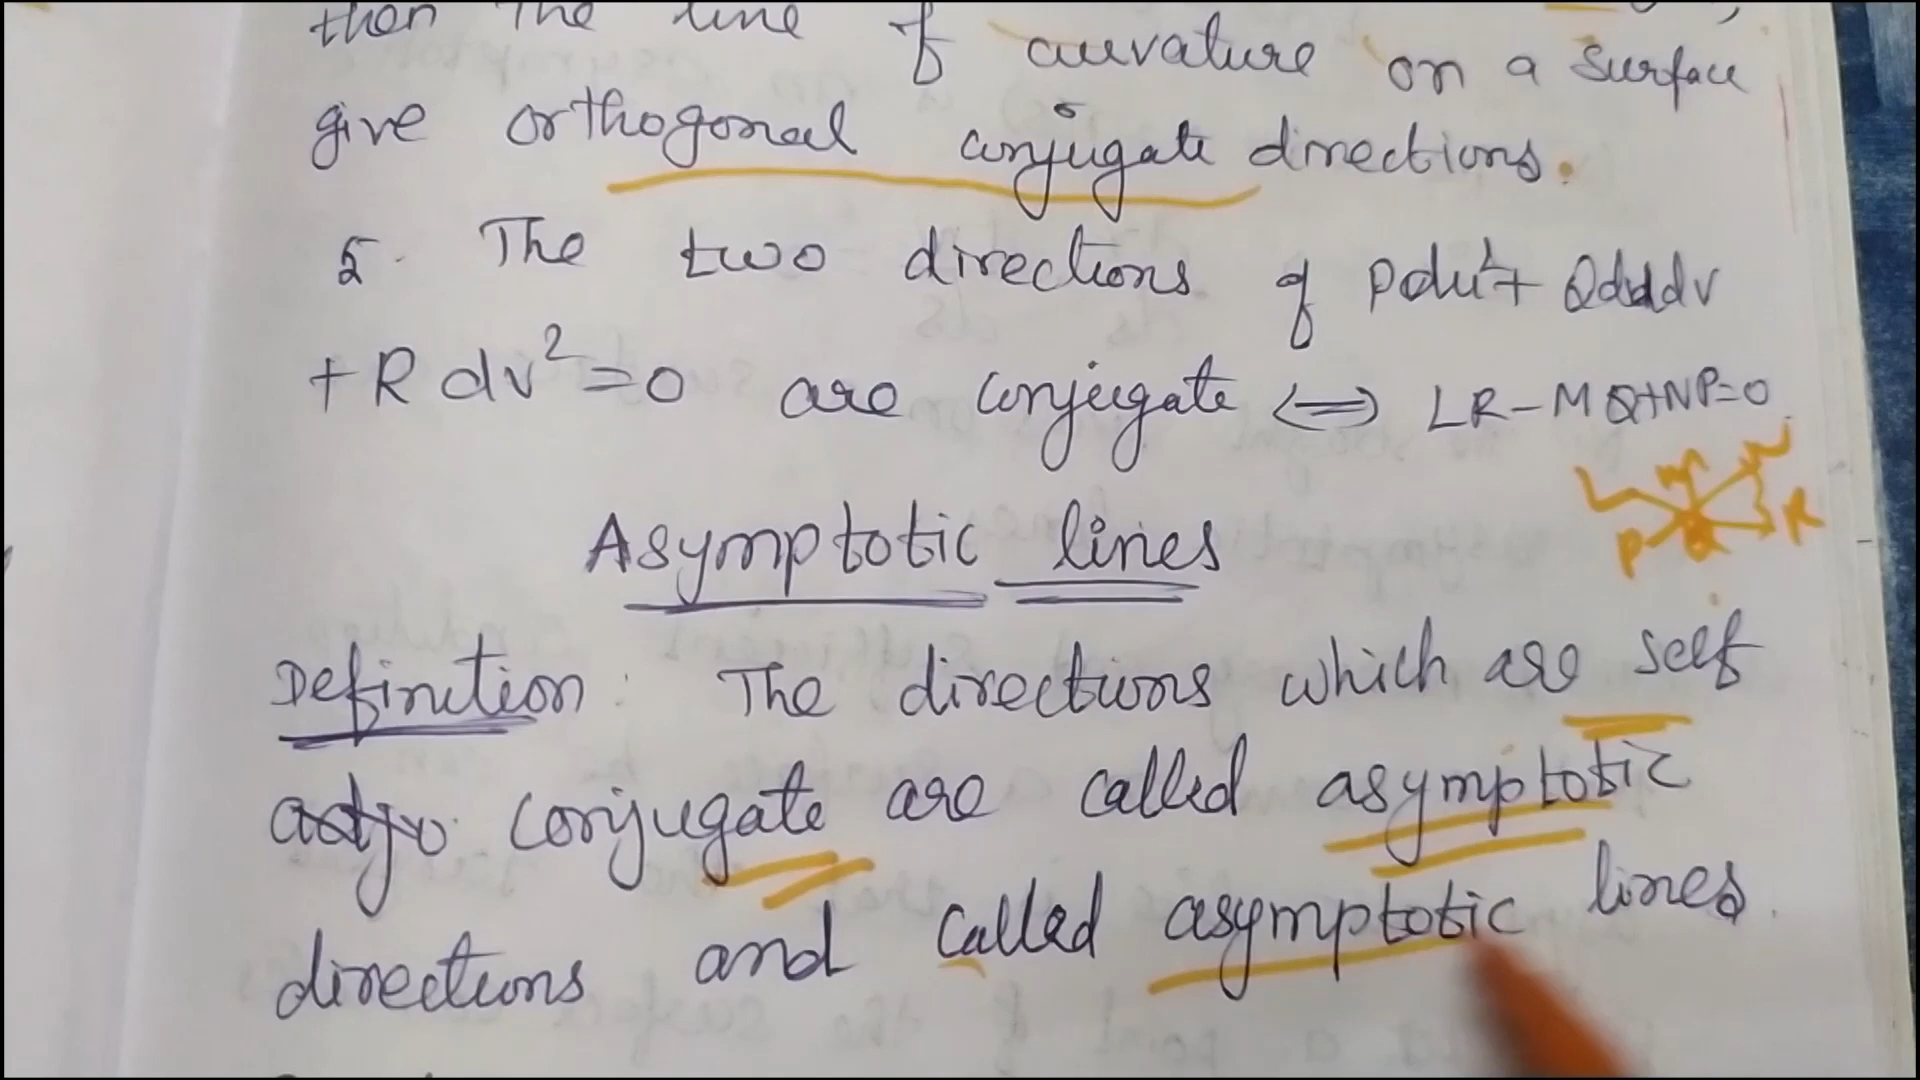 then the line of curvature on a surface
give orthogonal conjugate directions.
5. The two directions of Pdu²+ Qdudv
+ R dv² = 0 are conjugate <=> LR-MQ+NP=0.
L M N
P Q R
Asymptotic lines
Definition: The directions which are self
conjugate are called asymptotic
directions and called asymptotic lines.